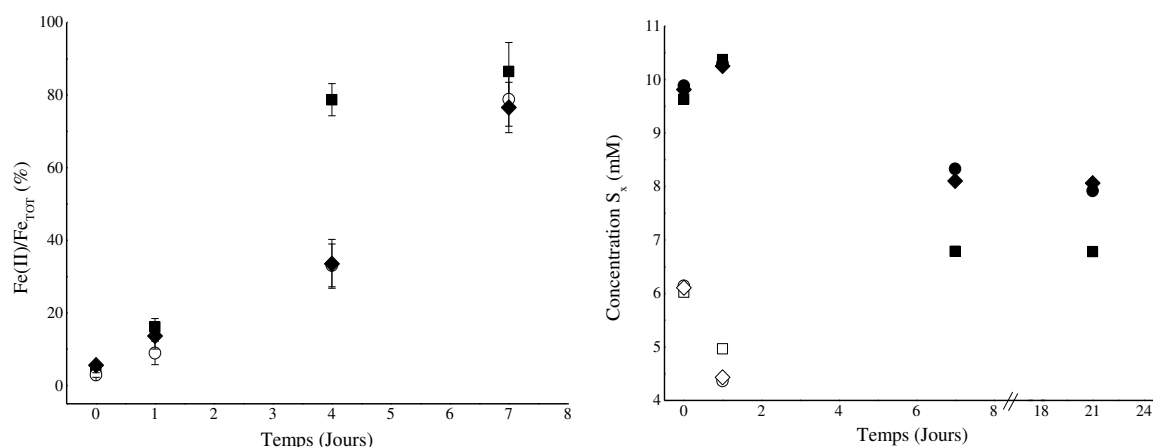 100
80
60
40
20
0
0 1 2 3 4 5 6 7 8
Fe(II)/Fe_TOT (%)
Temps (Jours)
11
10
9
8
7
6
5
4
0 2 4 6 8 18 21 24
Concentration S_x (mM)
Temps (Jours)